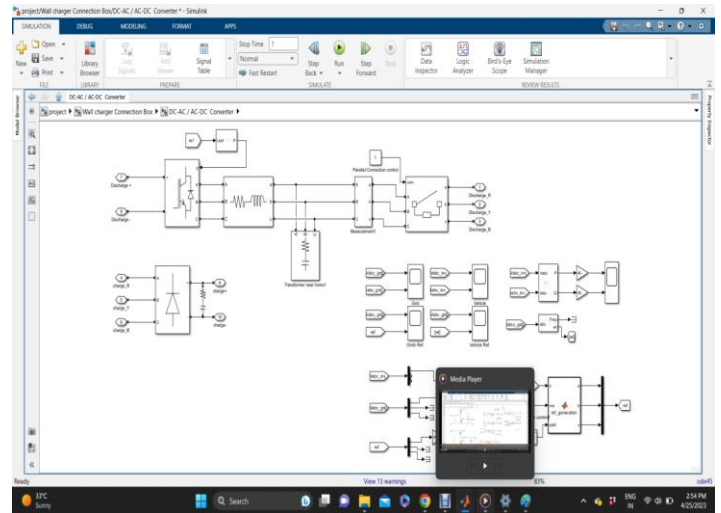 project/Wall charger Connection Box/DC-AC / AC-DC Converter * - Simulink
SIMULATION DEBUG MODELING FORMAT APPS
New
Open
Save
Print
FILE
Library Browser
LIBRARY
Log Signals
Add Viewer
Signal Table
PREPARE
Stop Time 1
Normal
Fast Restart
Step Back
Run
Step Forward
Stop
SIMULATE
Data Inspector
Logic Analyzer
Bird's-Eye Scope
Simulation Manager
REVIEW RESULTS
DC-AC / AC-DC Converter
project Wall charger Connection Box DC-AC / AC-DC Converter
Model Browser
Property Inspector
Discharge +
Discharge-
Parallel Connection control
Measurement1
Discharge_R
Discharge_Y
Discharge_B
Transformer near home1
charge_R
charge_Y
charge_B
charge+
charge-
Vehicle
Grids Ref
Vehicle Ref
Media Player
Ready
View 13 warnings
83%
ode45
33°C
Sunny
Search
ENG
IN
2:54 PM
4/25/2023